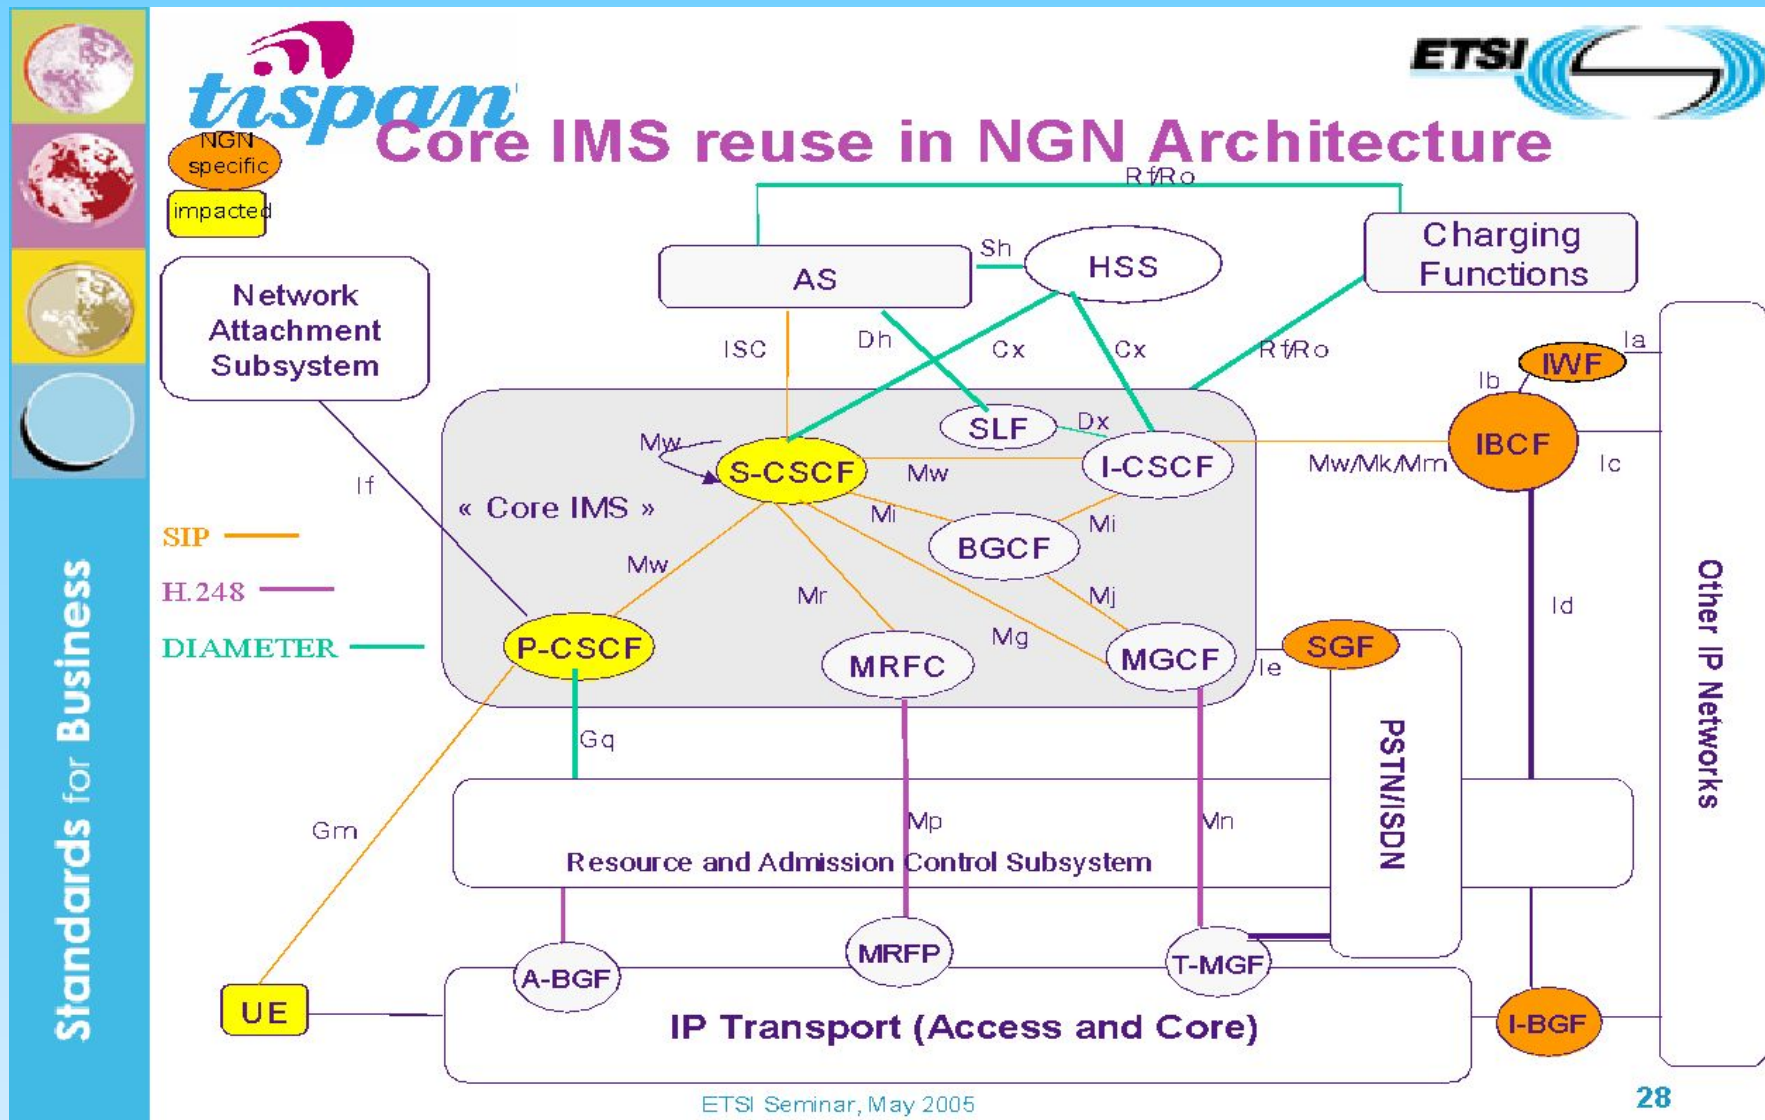 tispan
ETSI
Core IMS reuse in NGN Architecture
NGN
specific
impacted
Rf/Ro
Network
Attachment
Subsystem
AS
Sh
HSS
Charging
Functions
ISC
Dh
Cx
Cx
Rf/Ro
Ia
IWF
Ib
SLF
Dx
Mw
S-CSCF
Mw
I-CSCF
Mw/Mk/Mm
IBCF
Ic
If
« Core IMS »
Mi
Mi
BGCF
SIP
Mw
Mr
Mj
Id
H.248
Mg
DIAMETER
P-CSCF
MRFC
MGCF
Ie
SGF
Other IP Networks
Gq
PSTN/ISDN
Gm
Mp
Mn
Resource and Admission Control Subsystem
A-BGF
MRFP
T-MGF
UE
IP Transport (Access and Core)
I-BGF
Standards for Business
ETSI Seminar, May 2005
28